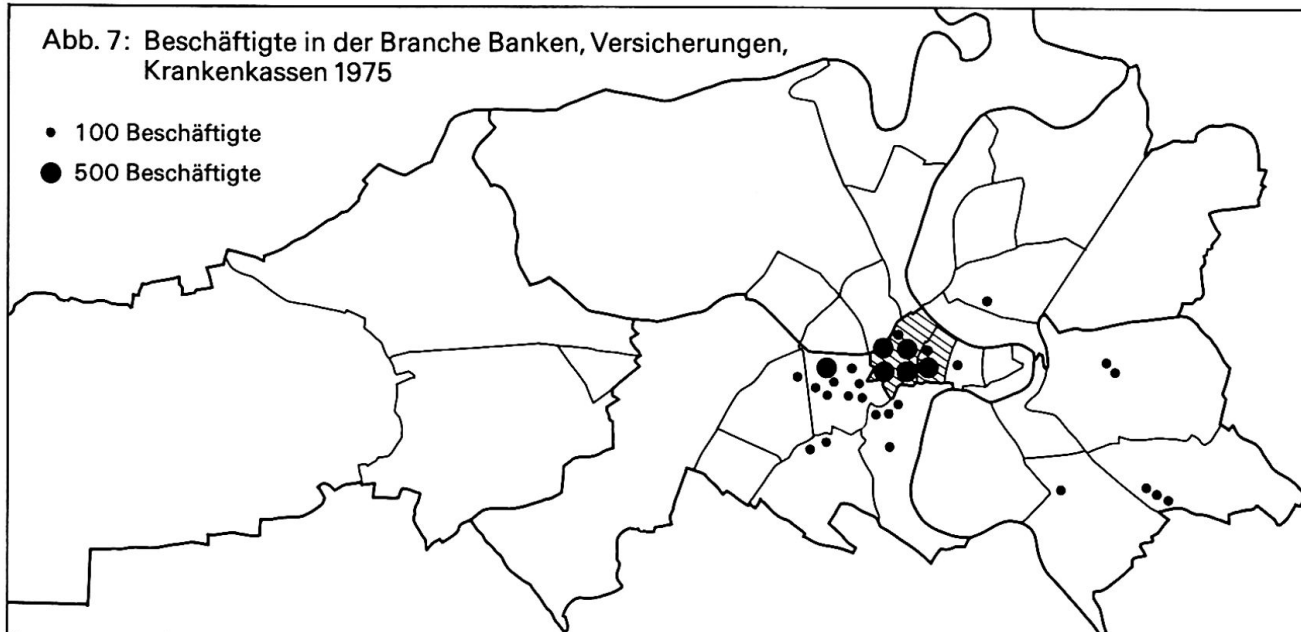 Abb. 7: Beschäftigte in der Branche Banken, Versicherungen,
Krankenkassen 1975
100 Beschäftigte
500 Beschäftigte